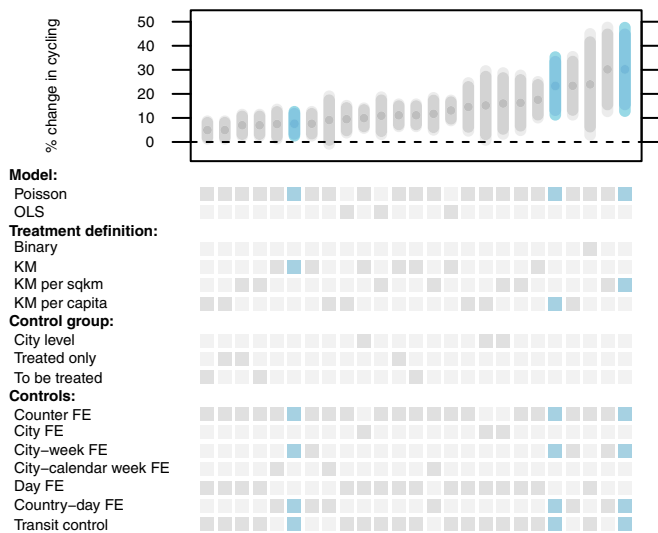 % change in cycling
50
40
30
20
10
0
Model:
Poisson
OLS
Treatment definition:
Binary
KM
KM per sqkm
KM per capita
Control group:
City level
Treated only
To be treated
Controls:
Counter FE
City FE
City−week FE
City−calendar week FE
Day FE
Country−day FE
Transit control